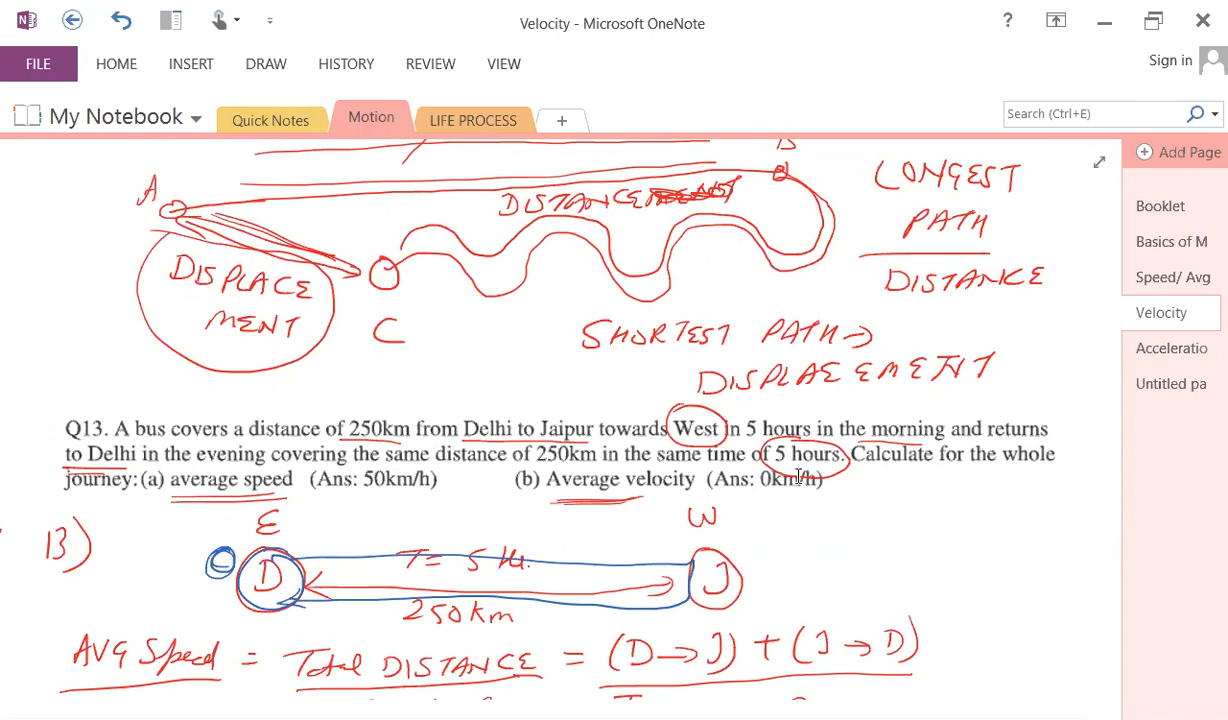 Velocity - Microsoft OneNote
?
Sign in
FILE HOME INSERT DRAW HISTORY REVIEW VIEW
My Notebook
Quick Notes Motion LIFE PROCESS +
Search (Ctrl+E)
Add Page
Booklet
Basics of M
Speed/ Avg
Velocity
Acceleratio
Untitled pa
A
DISTANCE
LONGEST
PATH
DISTANCE
DISPLACE
MENT
C
SHORTEST PATH →
DISPLAEEMENT
Q13. A bus covers a distance of 250km from Delhi to Jaipur towards West in 5 hours in the morning and returns
to Delhi in the evening covering the same distance of 250km in the same time of 5 hours. Calculate for the whole
journey: (a) average speed (Ans: 50km/h) (b) Average velocity (Ans: 0km/h)
13)
E W
D T = 5 Hr. J
250km
AVG Speed = Total DISTANCE = (D → J) + (J → D)